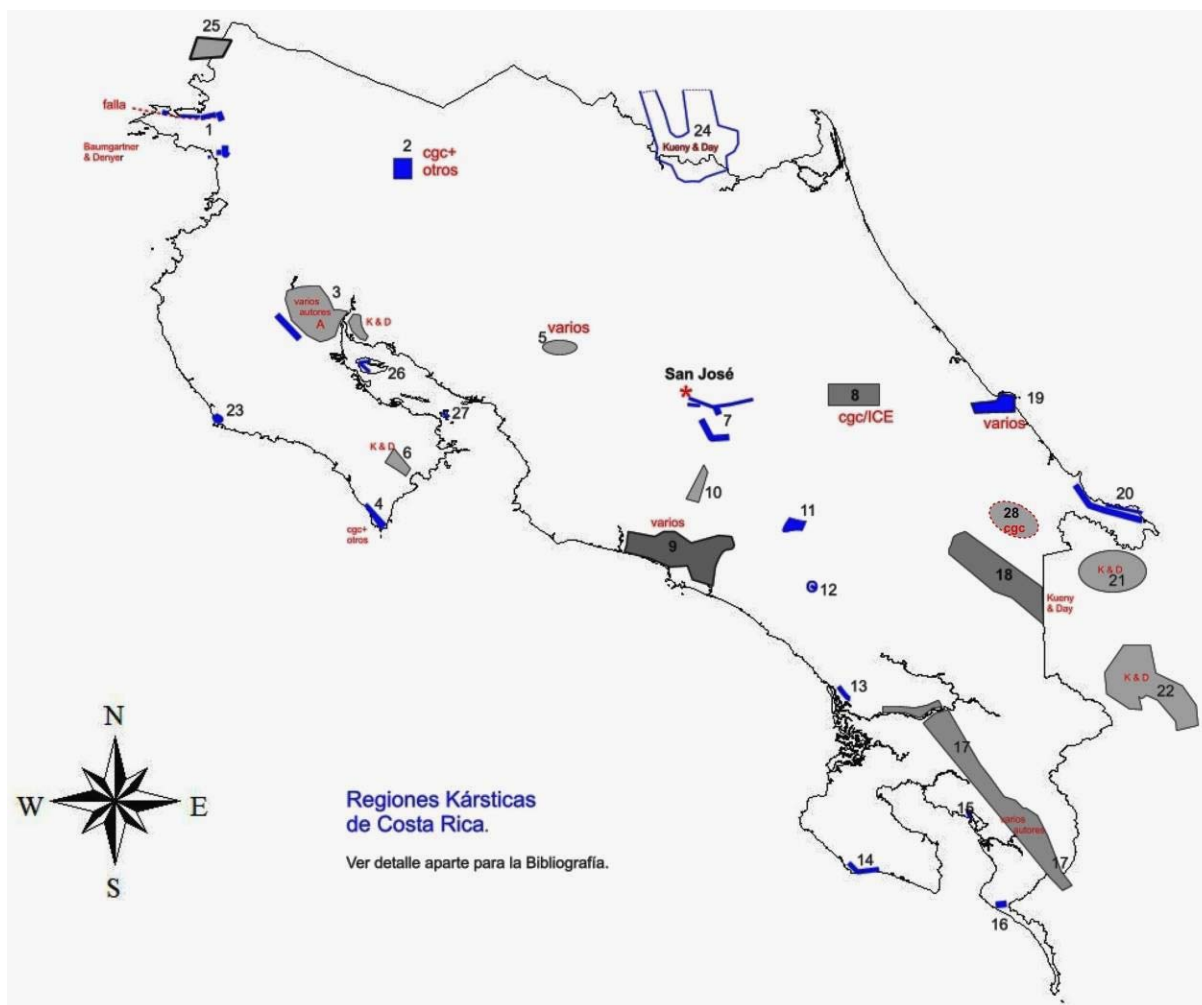 25
falla
1
Baumgartner
& Denyer
2
cgc+
otros
24
Kueny & Day
3
varios
autores
A
K & D
varios
5
26
San José
*
7
8
cgc/ICE
19
varios
23
27
K & D
6
4
cgc+
otros
10
varios
9
11
12
20
28
cgc
18
Kueny
& Day
K & D
21
K & D
22
13
17
15
varios
autores
17
14
16
N
W
E
S
Regiones Kársticas
de Costa Rica.
Ver detalle aparte para la Bibliografía.